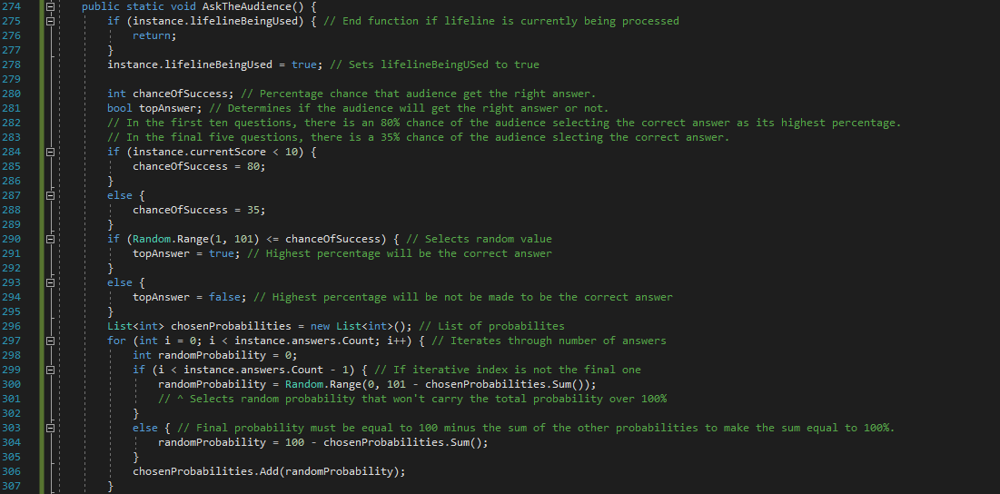 274 public static void AskTheAudience() {
275 if (instance.lifelineBeingUsed) { // End function if lifeline is currently being processed
276 return;
277 }
278 instance.lifelineBeingUsed = true; // Sets lifelineBeingUSed to true
279
280 int chanceOfSuccess; // Percentage chance that audience get the right answer.
281 bool topAnswer; // Determines if the audience will get the right answer or not.
282 // In the first ten questions, there is an 80% chance of the audience selecting the correct answer as its highest percentage.
283 // In the final five questions, there is a 35% chance of the audience slecting the correct answer.
284 if (instance.currentScore < 10) {
285 chanceOfSuccess = 80;
286 }
287 else {
288 chanceOfSuccess = 35;
289 }
290 if (Random.Range(1, 101) <= chanceOfSuccess) { // Selects random value
291 topAnswer = true; // Highest percentage will be the correct answer
292 }
293 else {
294 topAnswer = false; // Highest percentage will be not be made to be the correct answer
295 }
296 List<int> chosenProbabilities = new List<int>(); // List of probabilites
297 for (int i = 0; i < instance.answers.Count; i++) { // Iterates through number of answers
298 int randomProbability = 0;
299 if (i < instance.answers.Count - 1) { // If iterative index is not the final one
300 randomProbability = Random.Range(0, 101 - chosenProbabilities.Sum());
301 // ^ Selects random probability that won't carry the total probability over 100%
302 }
303 else { // Final probability must be equal to 100 minus the sum of the other probabilities to make the sum equal to 100%.
304 randomProbability = 100 - chosenProbabilities.Sum();
305 }
306 chosenProbabilities.Add(randomProbability);
307 }